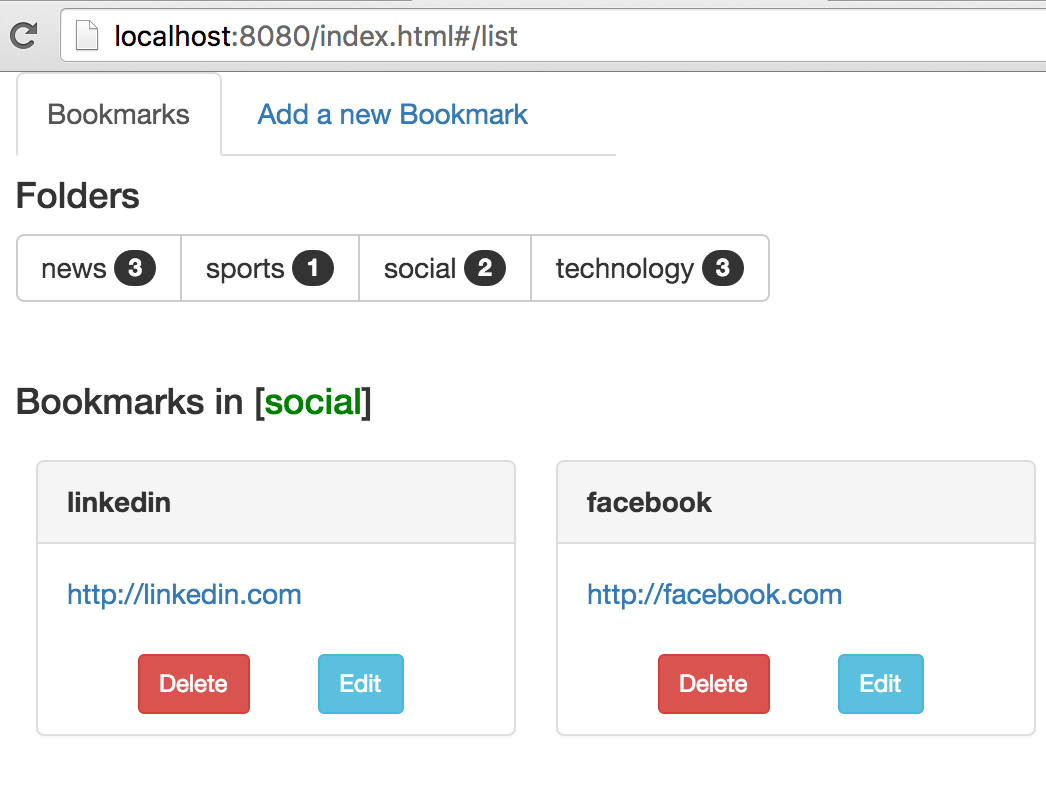 localhost:8080/index.html#/list
Bookmarks Add a new Bookmark
Folders
news 3 sports 1 social 2 technology 3
Bookmarks in [social]
linkedin facebook
http://linkedin.com http://facebook.com
Delete Edit Delete Edit